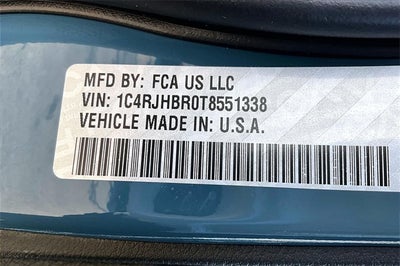 MFD BY: FCA US LLC
VIN: 1C4RJHBR0T8551338
VEHICLE MADE IN: U.S.A.